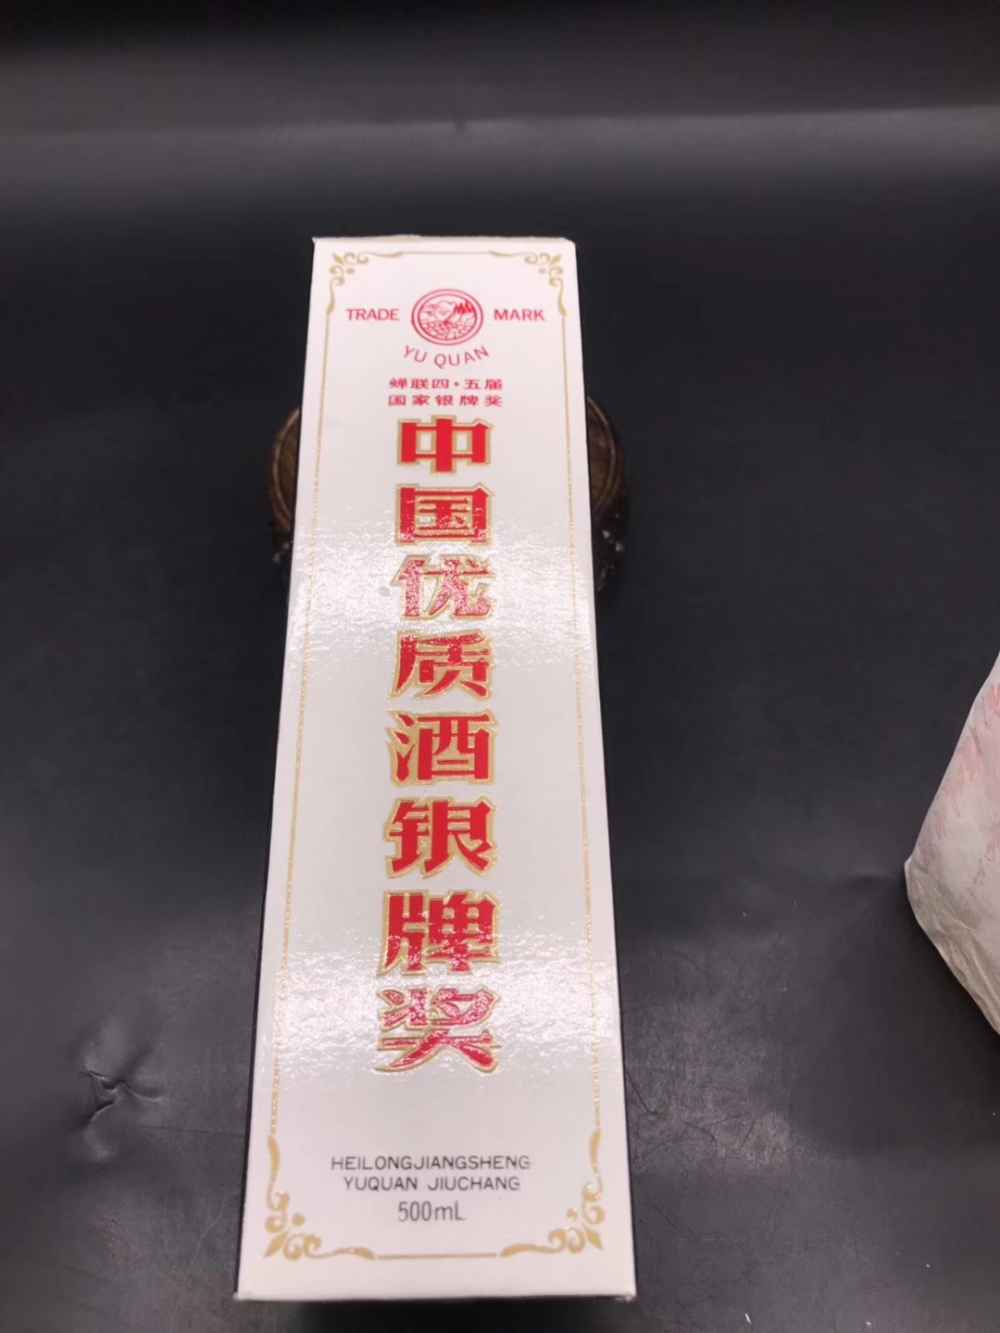 TRADE MARK
YU QUAN
蝉联四·五届
国家银牌奖
中国优质酒银牌奖
HEILONGJIANGSHENG
YUQUAN JIUCHANG
500mL